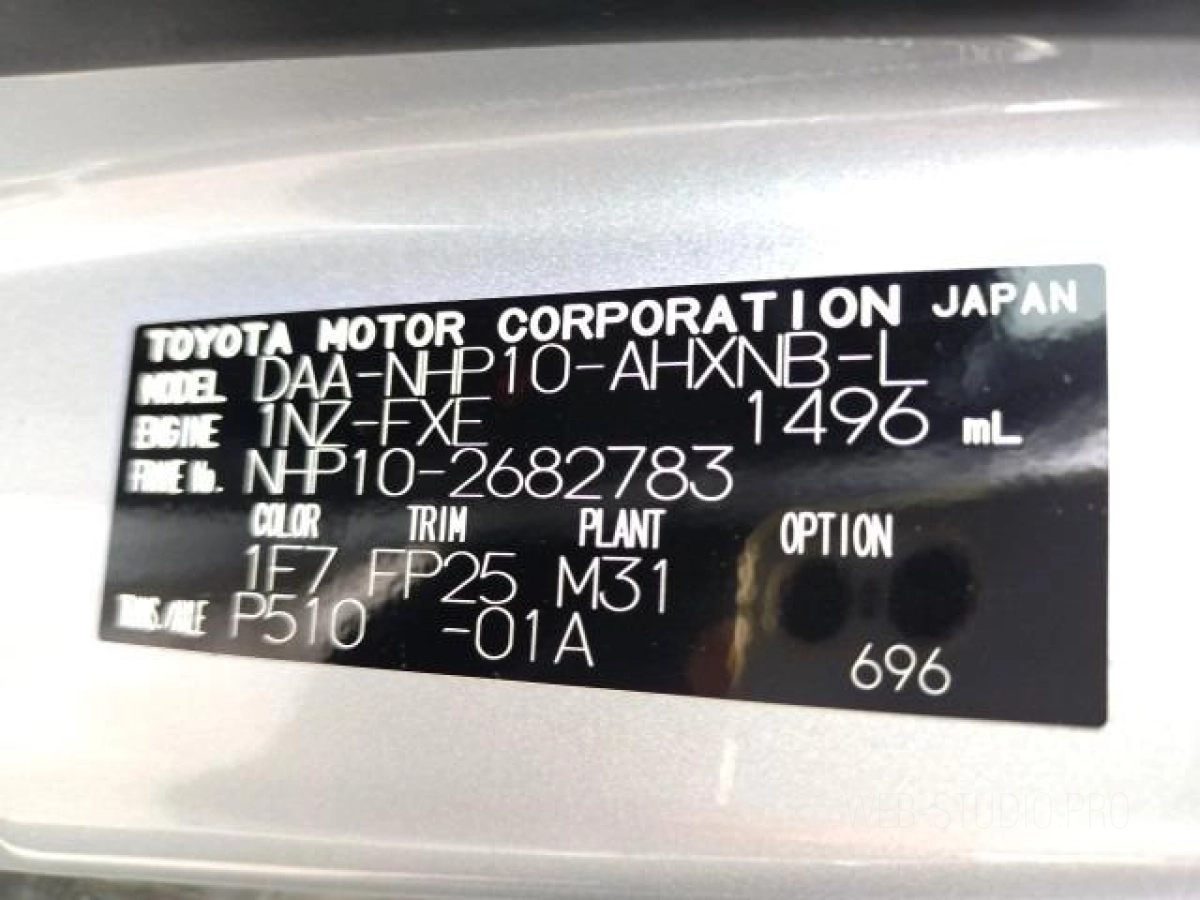 TOYOTA MOTOR CORPORATION JAPAN
MODEL DAA-NHP10-AHXNB-L
ENGINE 1NZ-FXE 1496 mL
FRAME No. NHP10-2682783
COLOR TRIM PLANT OPTION
1F7 FP25 M31
TRANS./AXLE P510 -01A
696
WEB-STUDIO.PRO